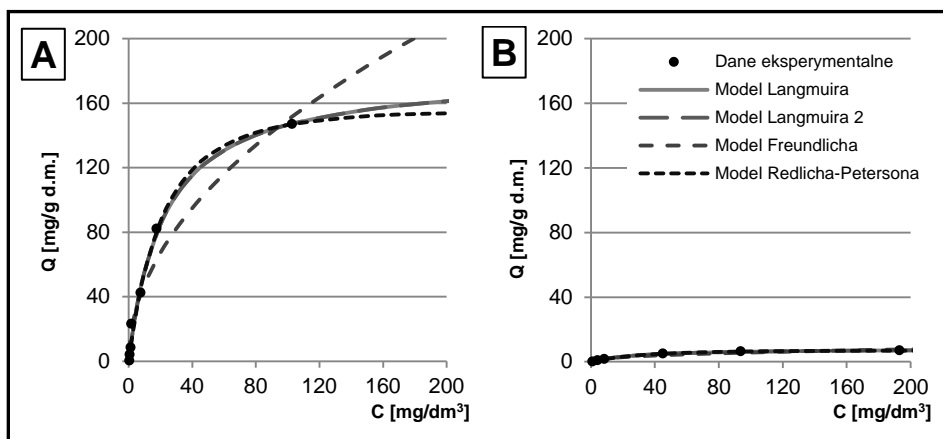 A
Q [mg/g d.m.]
200
160
120
80
40
0
0 40 80 120 160 200
C [mg/dm³]
B
Dane eksperymentalne
Model Langmuira
Model Langmuira 2
Model Freundlicha
Model Redlicha-Petersona
Q [mg/g d.m.]
200
160
120
80
40
0
0 40 80 120 160 200
C [mg/dm³]